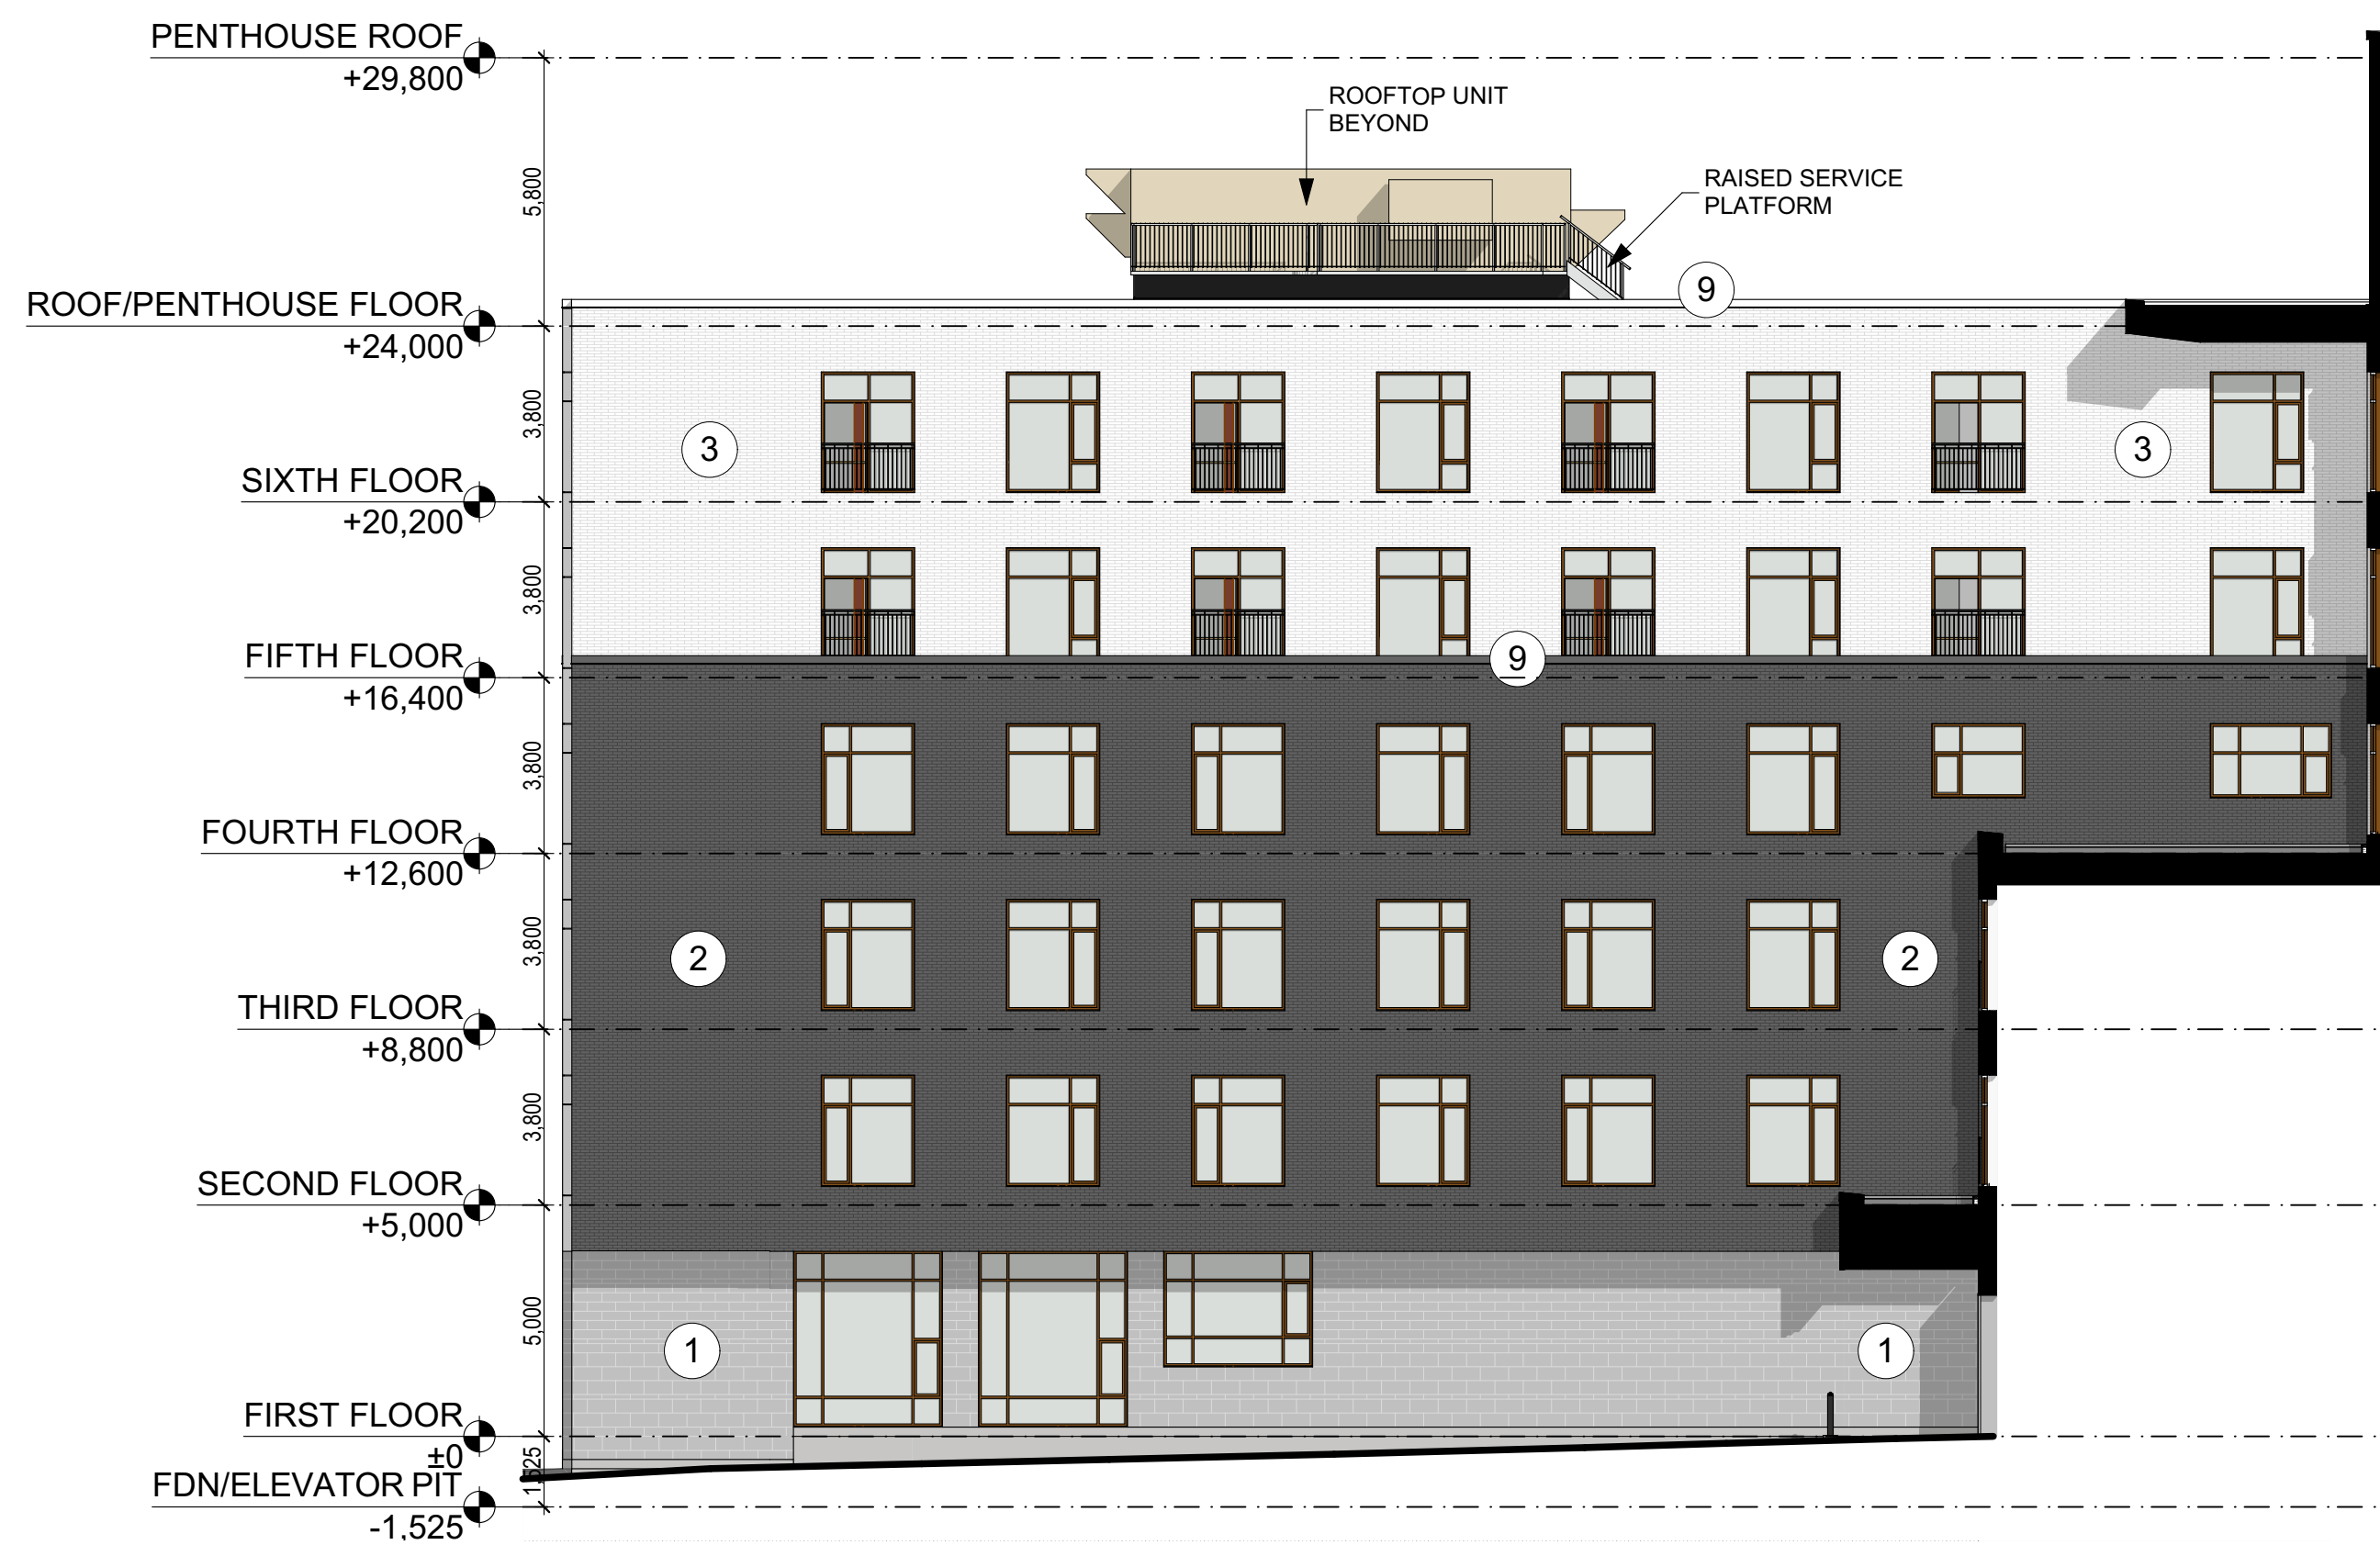 PENTHOUSE ROOF
+29,800
ROOFTOP UNIT
BEYOND
5,800
RAISED SERVICE
PLATFORM
9
ROOF/PENTHOUSE FLOOR
+24,000
3,800
3
3
SIXTH FLOOR
+20,200
3,800
FIFTH FLOOR
9
+16,400
3,800
FOURTH FLOOR
+12,600
3,800
2
2
THIRD FLOOR
+8,800
3,800
SECOND FLOOR
+5,000
5,000
1
1
FIRST FLOOR
±0
1,525
FDN/ELEVATOR PIT
-1,525